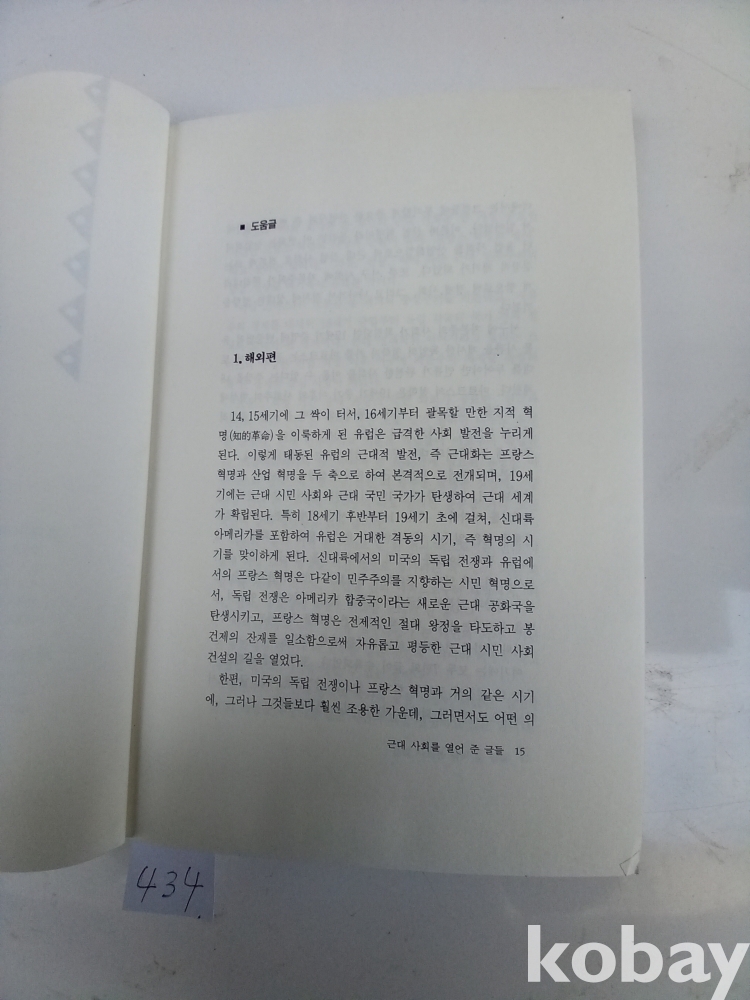 ■ 도움글
1. 해외편
14, 15세기에 그 싹이 터서, 16세기부터 괄목할 만한 지적 혁
명(知的革命)을 이룩하게 된 유럽은 급격한 사회 발전을 누리게
된다. 이렇게 태동된 유럽의 근대적 발전, 즉 근대화는 프랑스
혁명과 산업 혁명을 두 축으로 하여 본격적으로 전개되며, 19세
기에는 근대 시민 사회와 근대 국민 국가가 탄생하여 근대 세계
가 확립된다. 특히 18세기 후반부터 19세기 초에 걸쳐, 신대륙
아메리카를 포함하여 유럽은 거대한 격동의 시기, 즉 혁명의 시
기를 맞이하게 된다. 신대륙에서의 미국의 독립 전쟁과 유럽에
서의 프랑스 혁명은 다같이 민주주의를 지향하는 시민 혁명으로
서, 독립 전쟁은 아메리카 합중국이라는 새로운 근대 공화국을
탄생시키고, 프랑스 혁명은 전제적인 절대 왕정을 타도하고 봉
건제의 잔재를 일소함으로써 자유롭고 평등한 근대 시민 사회
건설의 길을 열었다.
한편, 미국의 독립 전쟁이나 프랑스 혁명과 거의 같은 시기
에, 그러나 그것들보다 훨씬 조용한 가운데, 그러면서도 어떤 의
근대 사회를 열어 준 글들 15
434.
kobay